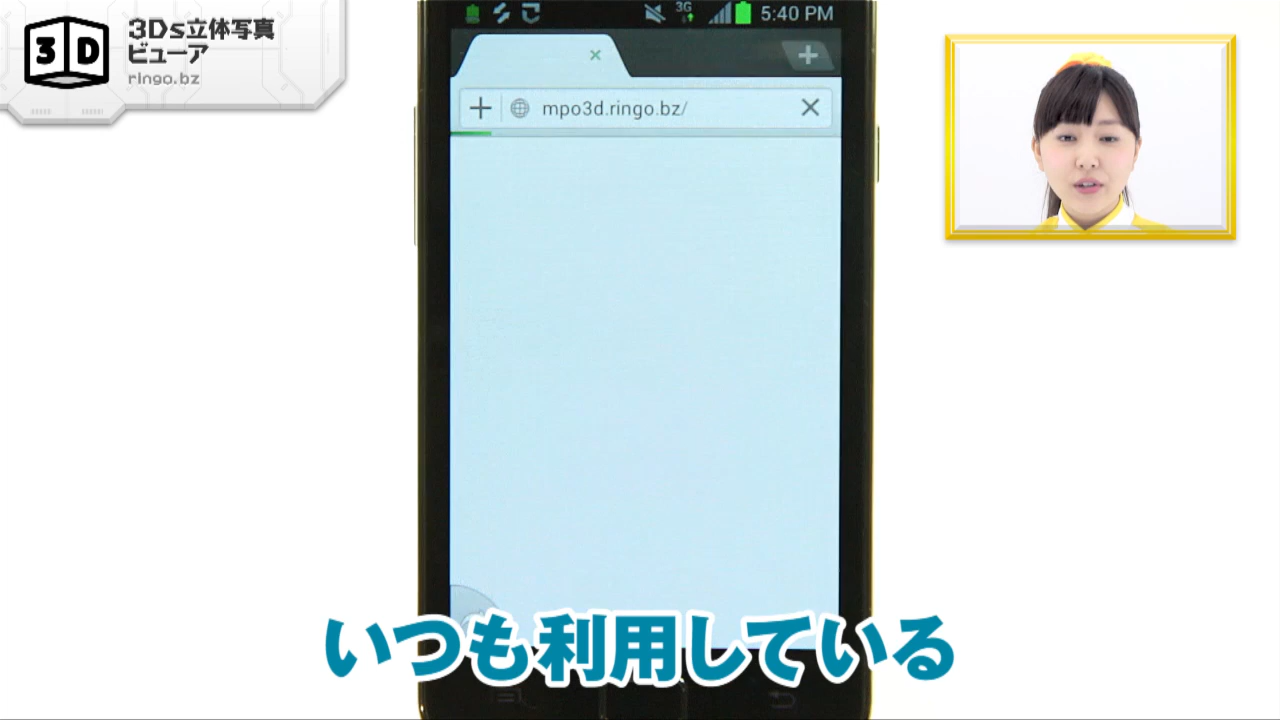 3D
3Ds立体写真
ビューア
ringo.bz
3G
5:40 PM
mpo3d.ringo.bz/
いつも利用している